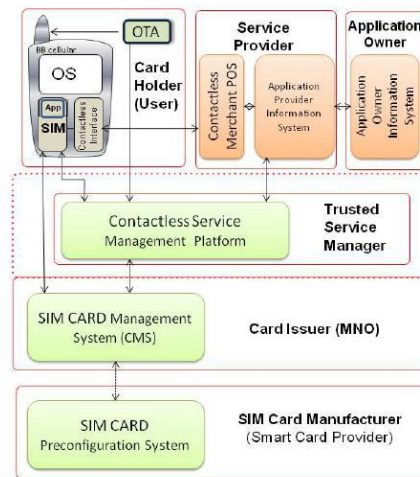 OTA
BB cellular
OS
App
SIM
Contactless
Interface
Card
Holder
(User)
Service
Provider
Contactless
Merchant POS
Application
Provider
Information
System
Application
Owner
Application
Owner
Information
System
Contactless Service
Management Platform
Trusted
Service
Manager
SIM CARD Management
System (CMS)
Card Issuer (MNO)
SIM CARD
Preconfiguration System
SIM Card Manufacturer
(Smart Card Provider)